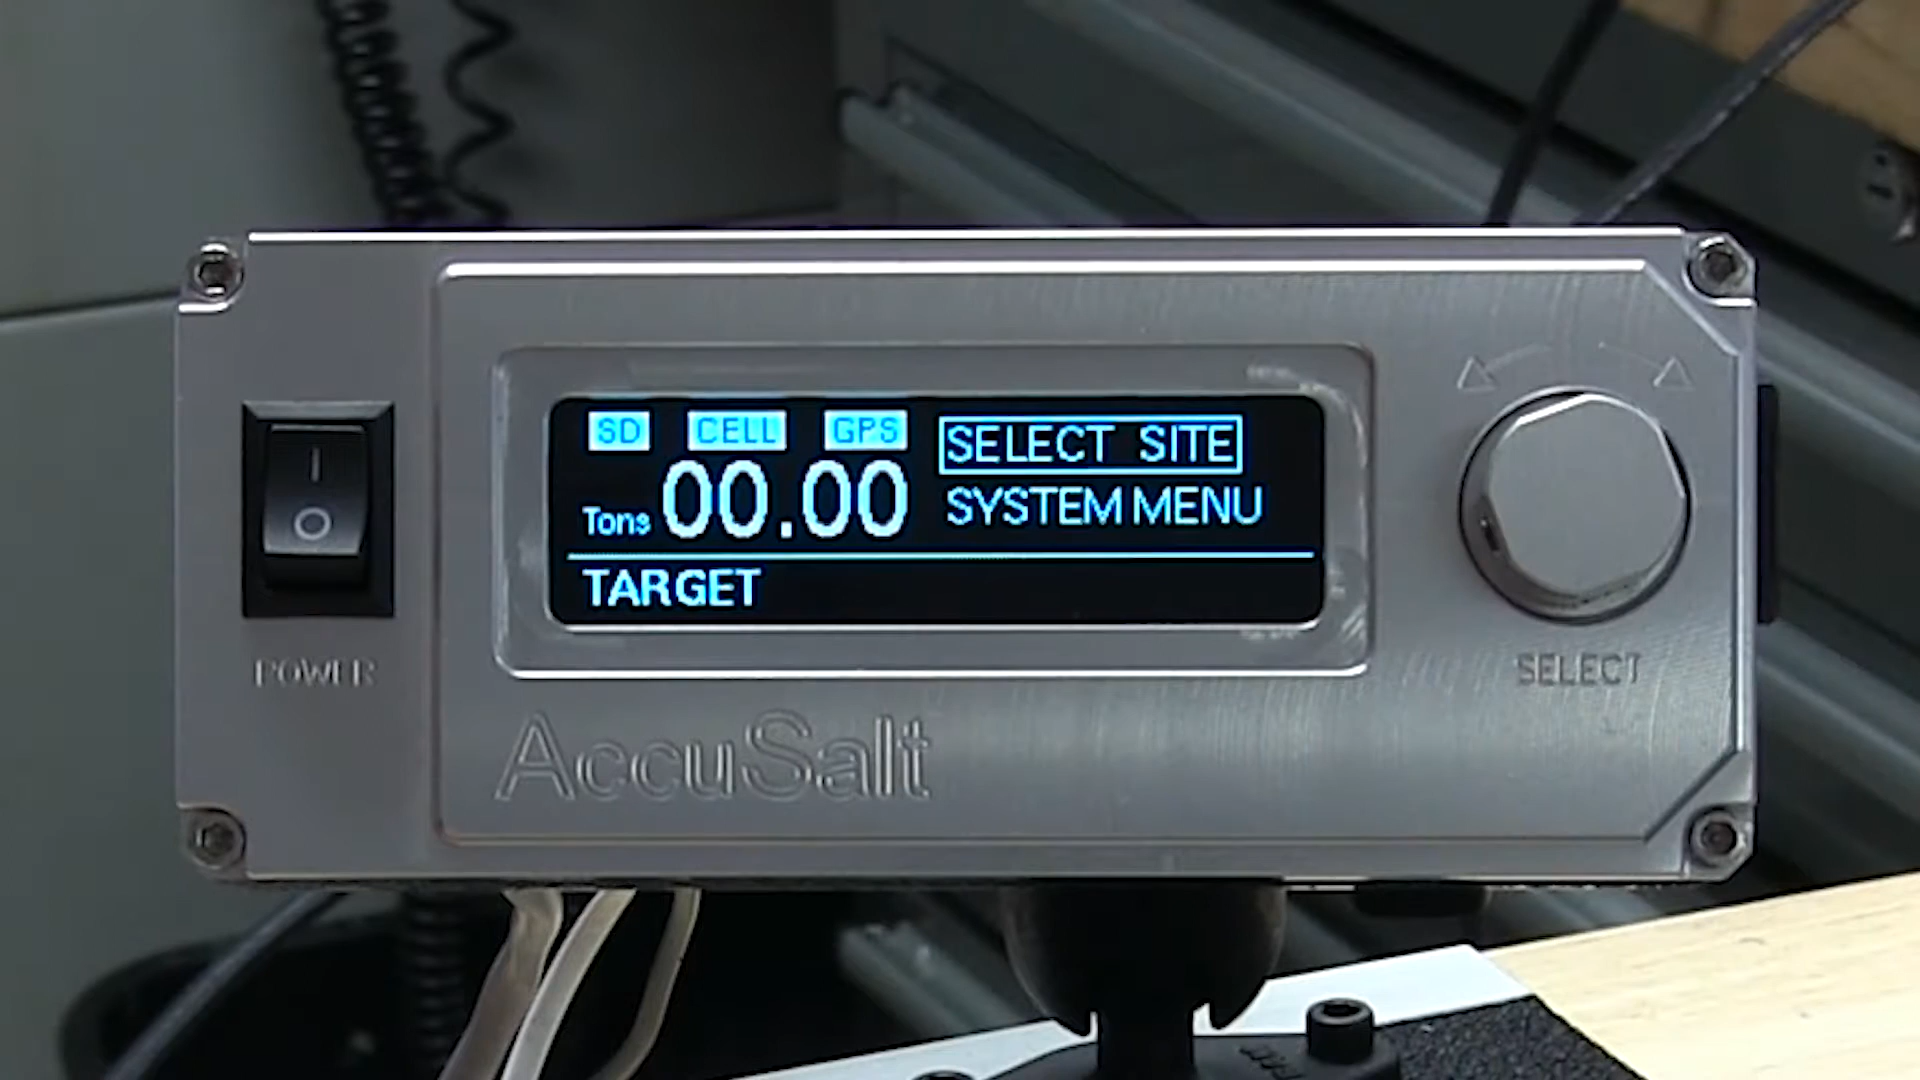 SD CELL GPS
Tons 00.00
SELECT SITE
SYSTEM MENU
TARGET
POWER
SELECT
AccuSalt